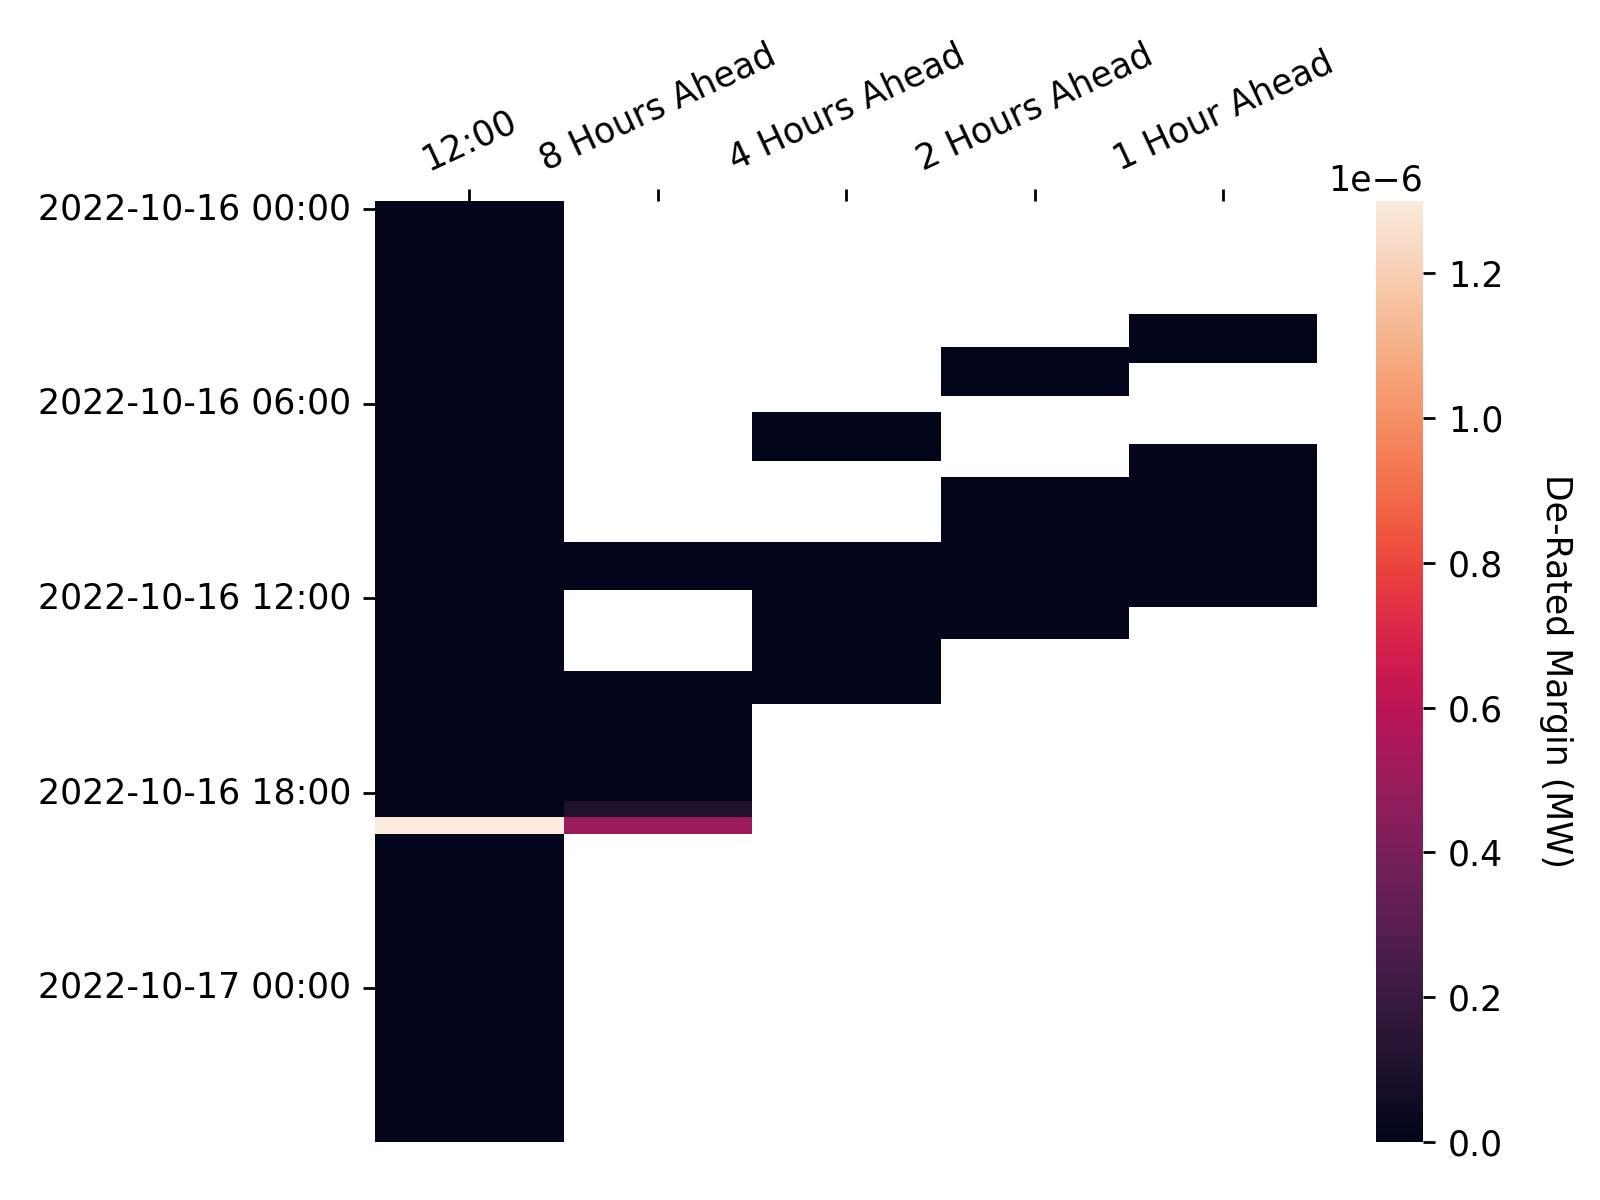 12:00
8 Hours Ahead
4 Hours Ahead
2 Hours Ahead
1 Hour Ahead
1e−6
2022-10-16 00:00
2022-10-16 06:00
2022-10-16 12:00
2022-10-16 18:00
2022-10-17 00:00
1.2
1.0
0.8
0.6
0.4
0.2
0.0
De-Rated Margin (MW)